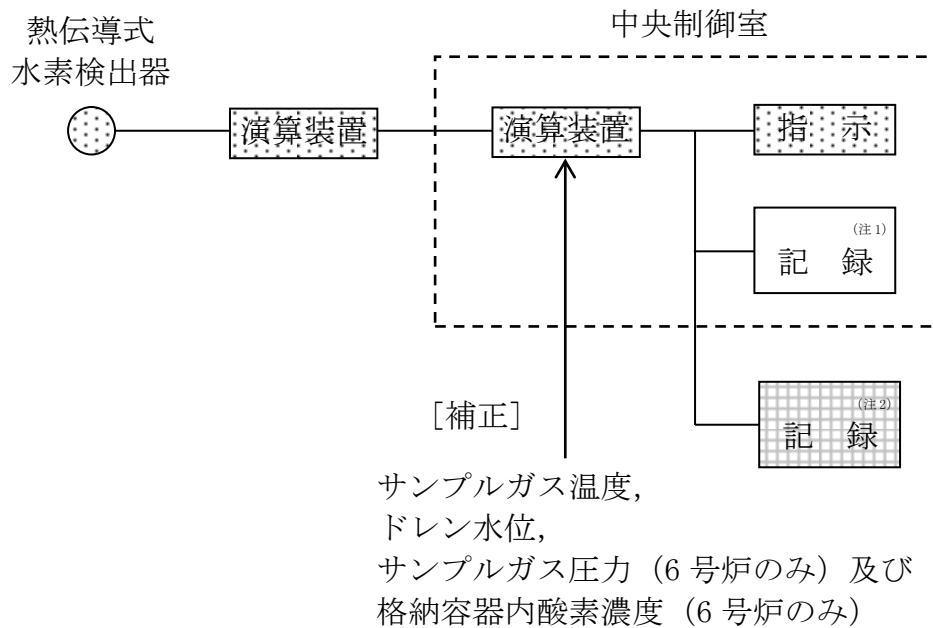 中央制御室
熱伝導式
水素検出器
演算装置
演算装置
指 示
(注1)
記 録
(注2)
記 録
[補正]
サンプルガス温度,
ドレン水位,
サンプルガス圧力（6号炉のみ）及び
格納容器内酸素濃度（6号炉のみ）